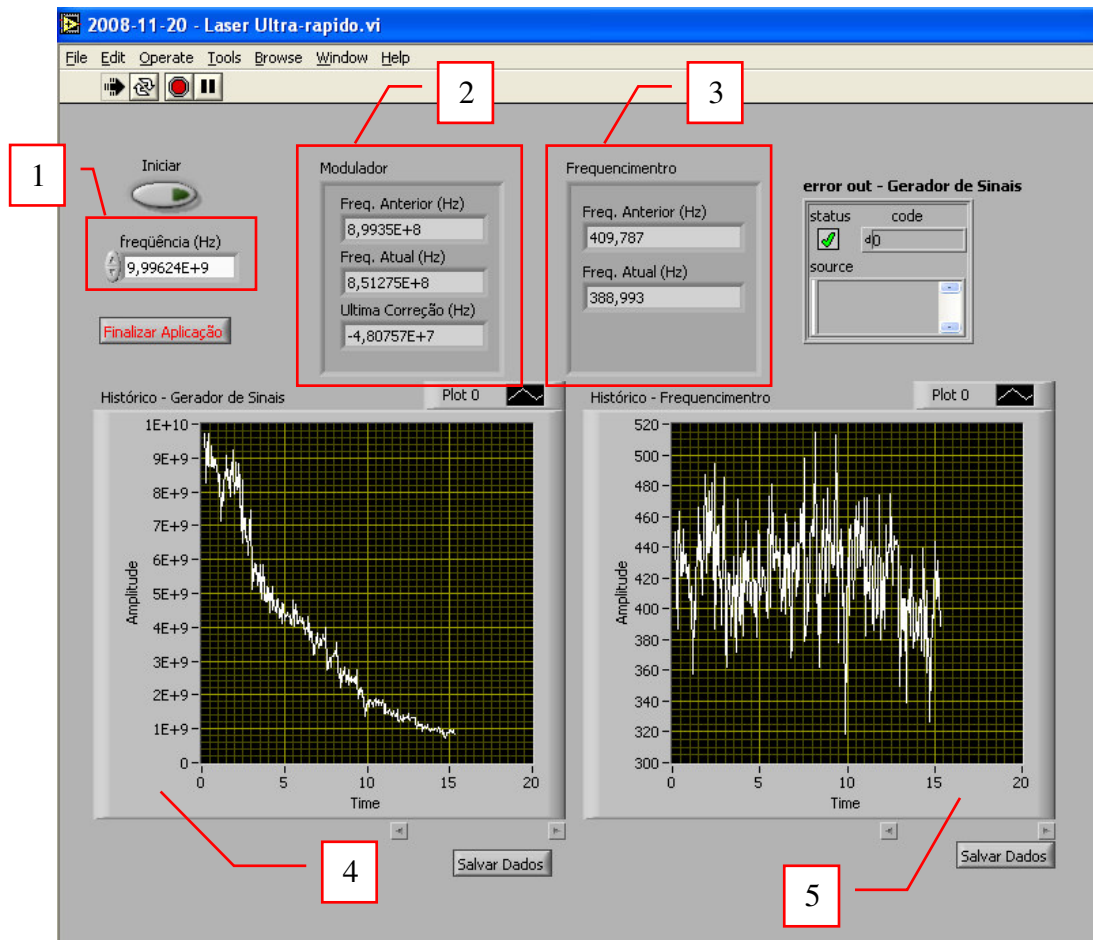 2008-11-20 - Laser Ultra-rapido.vi
File Edit Operate Tools Browse Window Help
1
2
3
Iniciar
freqüência (Hz)
9,99624E+9
Finalizar Aplicação
Modulador
Freq. Anterior (Hz)
8,9935E+8
Freq. Atual (Hz)
8,51275E+8
Ultima Correção (Hz)
-4,80757E+7
Frequencimentro
Freq. Anterior (Hz)
409,787
Freq. Atual (Hz)
388,993
error out - Gerador de Sinais
status code
d0
source
Histórico - Gerador de Sinais
Plot 0
Amplitude
1E+10
9E+9
8E+9
7E+9
6E+9
5E+9
4E+9
3E+9
2E+9
1E+9
0
0 5 10 15 20
Time
4
Salvar Dados
Histórico - Frequencimentro
Plot 0
Amplitude
520
500
480
460
440
420
400
380
360
340
320
300
0 5 10 15 20
Time
5
Salvar Dados